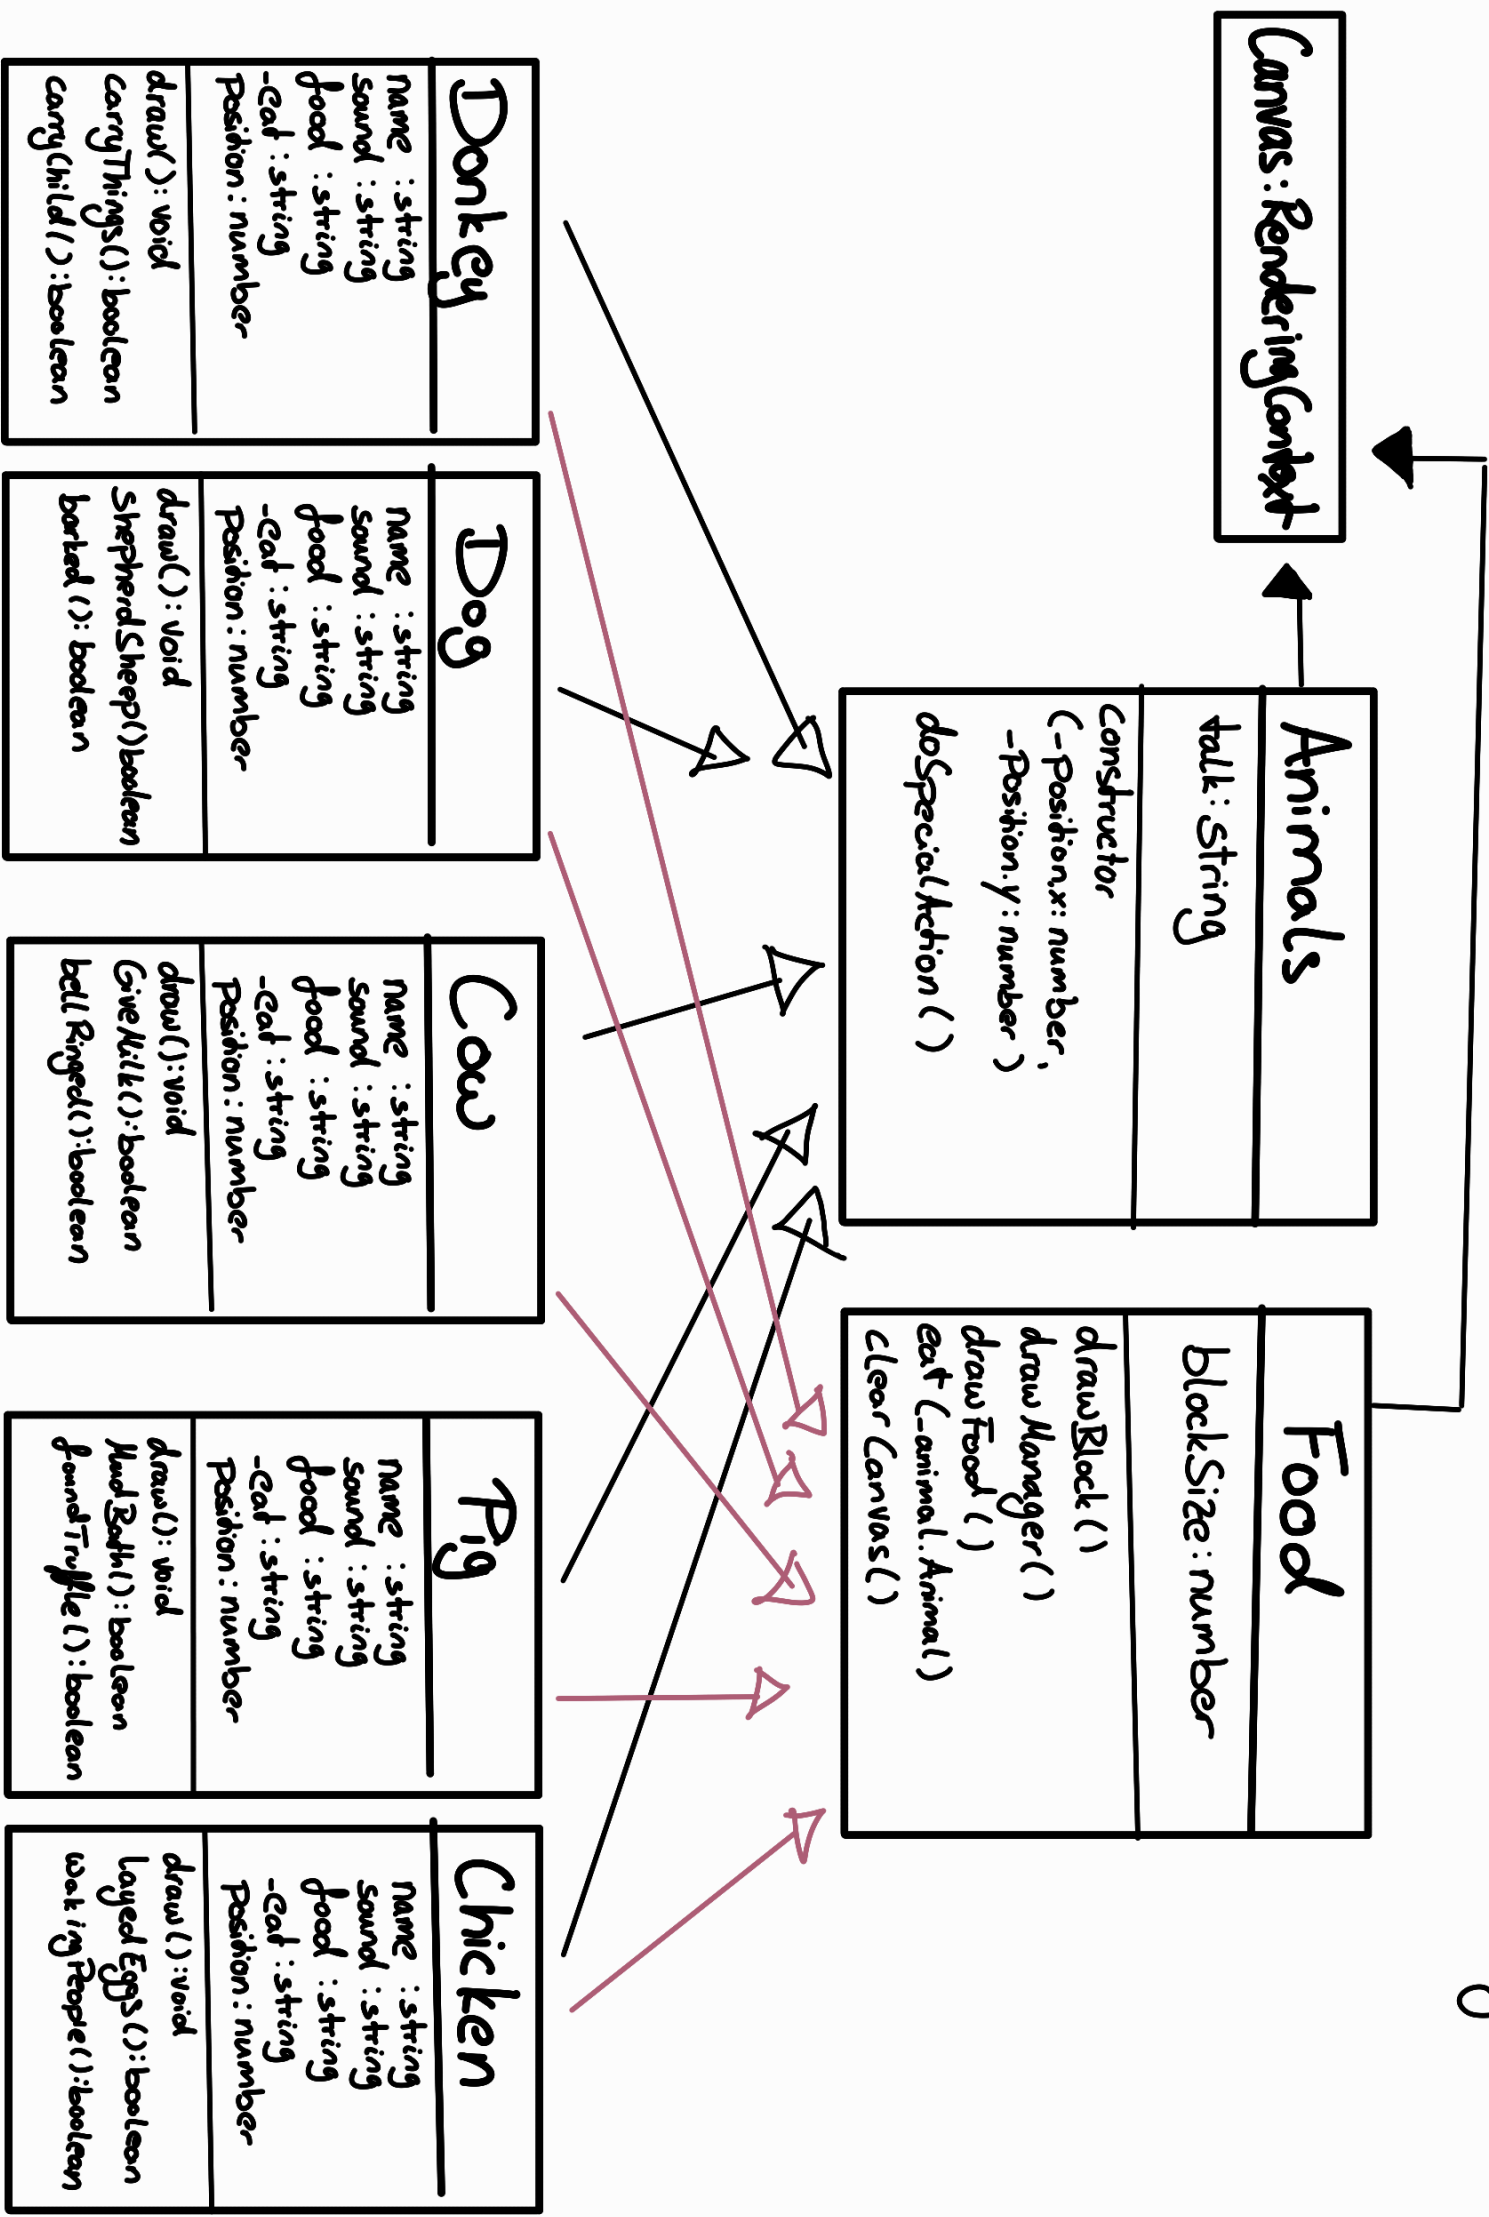 Canvas:RenderingContext
Animals
talk:String
Constructor
(-Position.x:number,
-Position.y:number)
doSpecialAction()
Food
blockSize:number
drawBlock()
drawManager()
drawFood()
eat(_animal.Animal)
clearCanvas()
Donkey
name :string
sound :string
food :string
-eat :string
Position:number
draw():void
carryThings():boolean
carryChild():boolean
Dog
name :string
sound :string
food :string
-eat :string
Position:number
draw():void
ShepherdSheep()boolean
barked():boolean
Cow
name :string
sound :string
food :string
-eat :string
Position:number
draw():void
GiveMilk():boolean
bellRinged():boolean
Pig
name :string
sound :string
food :string
-eat :string
Position:number
draw():void
MudBath():boolean
foundTruffle():boolean
Chicken
name :string
sound :string
food :string
-eat :string
Position:number
draw():void
LayedEggs():boolean
wakingPeople():boolean